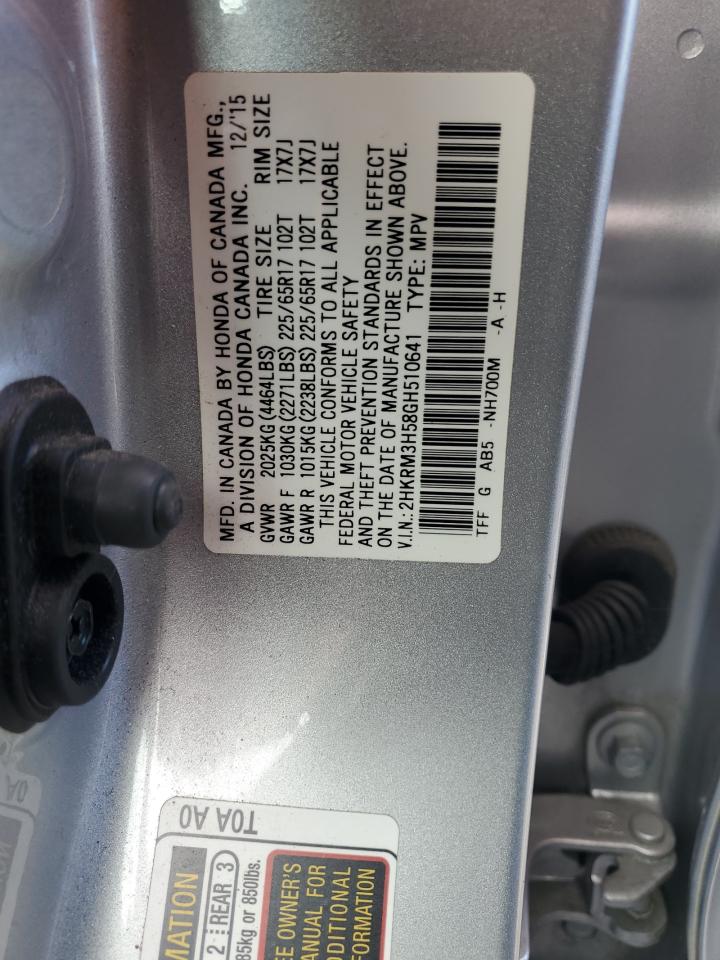 MFD. IN CANADA BY HONDA OF CANADA MFG.,
A DIVISION OF HONDA CANADA INC. 12/'15
GVWR 2025KG(4464LBS) TIRE SIZE RIM SIZE
GAWR F 1030KG(2271LBS) 225/65R17 102T 17X7J
GAWR R 1015KG(2238LBS) 225/65R17 102T 17X7J
THIS VEHICLE CONFORMS TO ALL APPLICABLE
FEDERAL MOTOR VEHICLE SAFETY
AND THEFT PREVENTION STANDARDS IN EFFECT
ON THE DATE OF MANUFACTURE SHOWN ABOVE.
V.I.N.: 2HKRM3H58GH510641 TYPE: MPV
TFF G AB5 -NH700M -A -H
T0A A0
MATION
2 REAR 3
85kg or 850lbs.
EE OWNER'S
ANUAL FOR
DDITIONAL
FORMATION